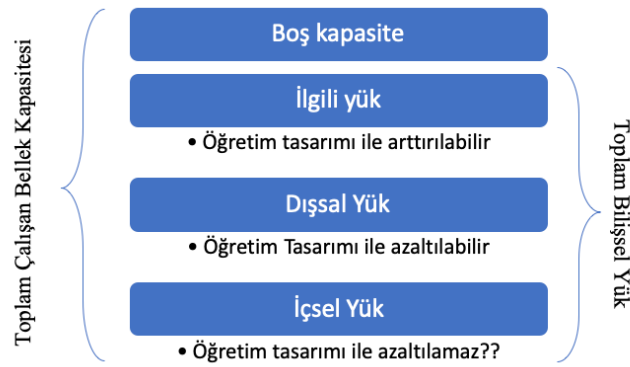 Toplam Çalışan Bellek Kapasitesi
Boş kapasite
İlgili yük
• Öğretim tasarımı ile arttırılabilir
Dışsal Yük
• Öğretim Tasarımı ile azaltılabilir
İçsel Yük
• Öğretim tasarımı ile azaltılamaz??
Toplam Bilişsel Yük